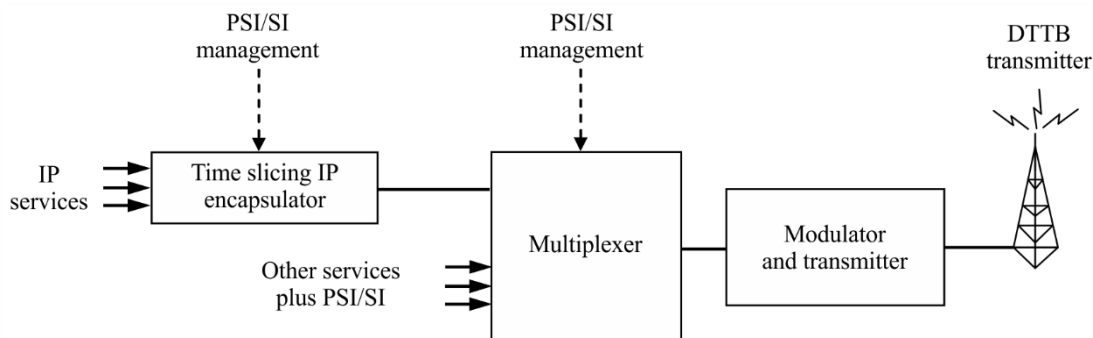 PSI/SI
management
PSI/SI
management
DTTB
transmitter
IP
services
Time slicing IP
encapsulator
Multiplexer
Modulator
and transmitter
Other services
plus PSI/SI